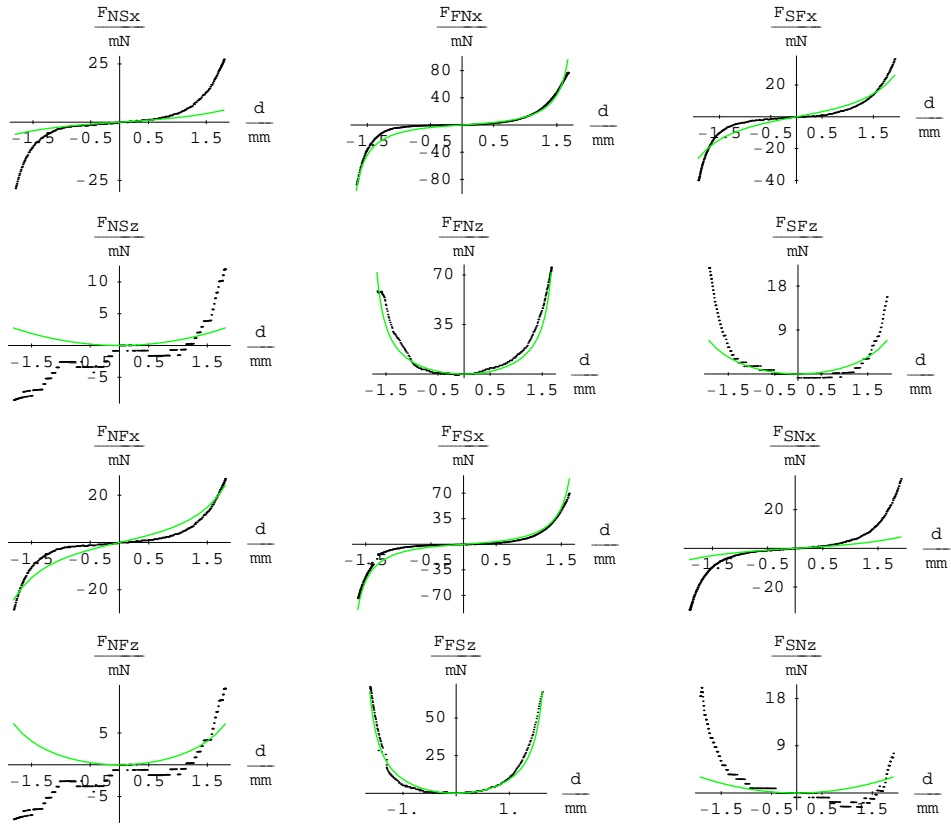 F_NSx F_FNx F_SFx
mN mN mN
25 80 20
40
d d d
mm mm mm
-1.5 -0.5 0.5 1.5 -1.5 -0.5 0.5 1.5 -1.5 -0.5 0.5 1.5
-25 -40 -20
-80 -40
F_NSz F_FNz F_SFz
mN mN mN
10 70 18
5 35 9
d d d
mm mm mm
-1.5 -0.5 0.5 1.5 -1.5 -0.5 0.5 1.5 -1.5 -0.5 0.5 1.5
-5
F_NFx F_FSx F_SNx
mN mN mN
20 70 20
35
d d d
mm mm mm
-1.5 -0.5 0.5 1.5 -1.5 -0.5 0.5 1.5 -1.5 -0.5 0.5 1.5
-20 -35 -20
-70
F_NFz F_FSz F_SNz
mN mN mN
5 50 18
25 9
d d d
mm mm mm
-1.5 -0.5 0.5 1.5 -1. 1. -1.5 -0.5 0.5 1.5
-5